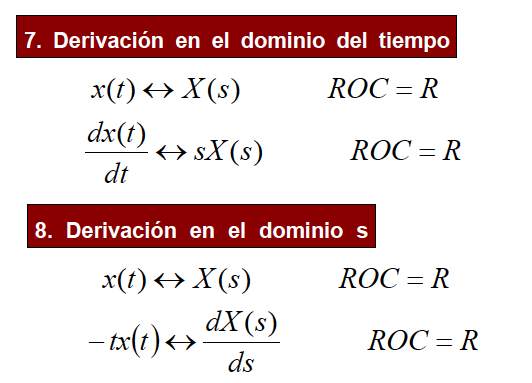 7. Derivación en el dominio del tiempo
x(t) ↔ X(s) ROC = R
dx(t)/dt ↔ sX(s) ROC = R
8. Derivación en el dominio s
x(t) ↔ X(s) ROC = R
−tx(t) ↔ dX(s)/ds ROC = R